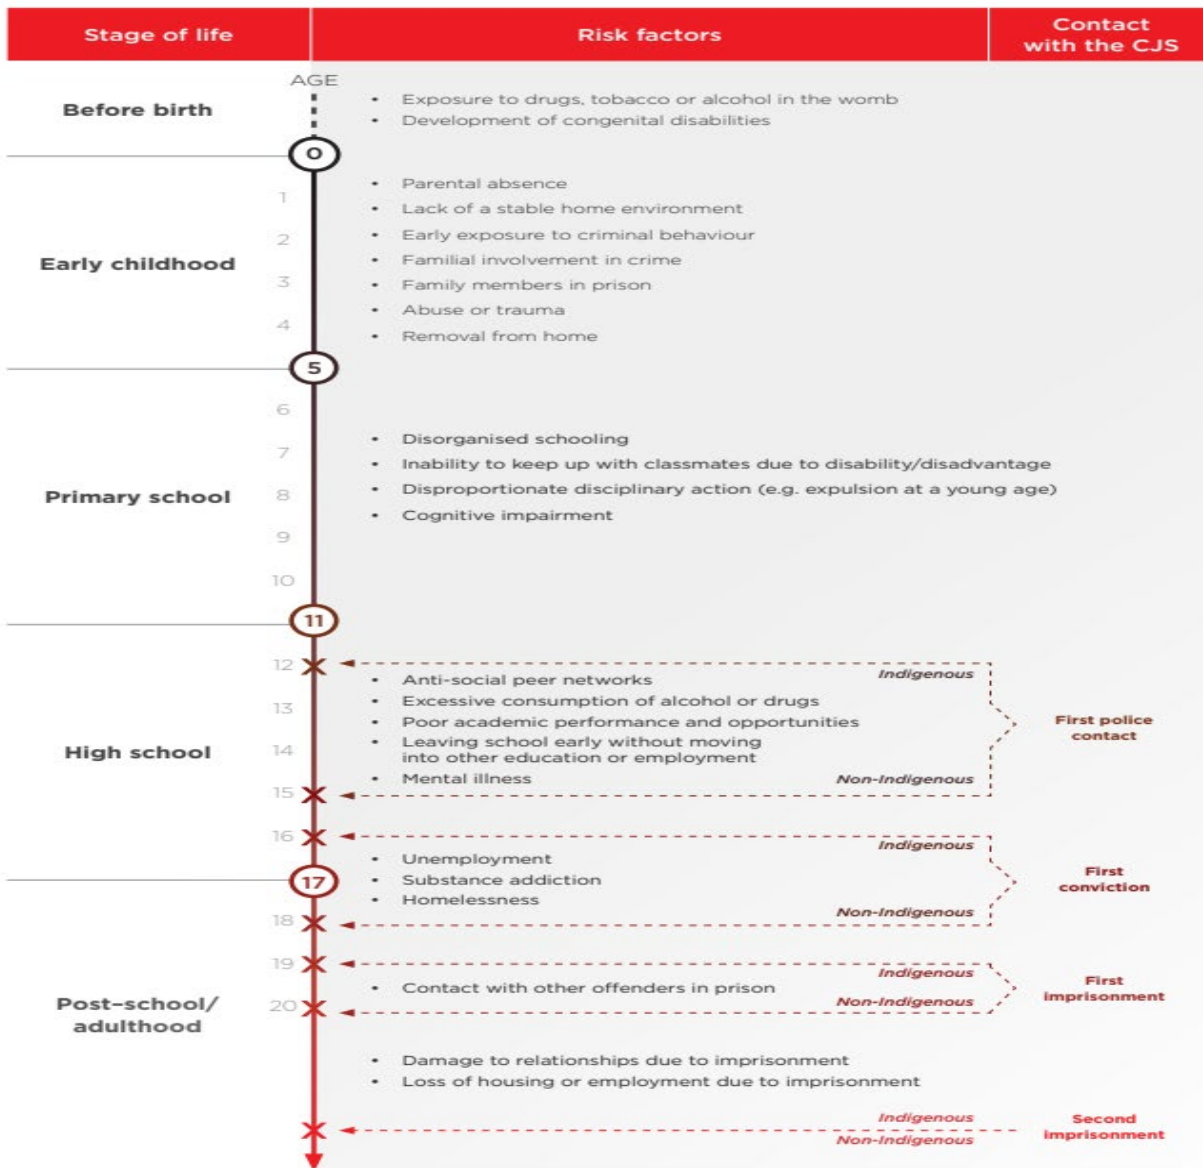 Stage of life
Risk factors
Contact
with the CJS
AGE
Before birth
• Exposure to drugs, tobacco or alcohol in the womb
• Development of congenital disabilities
0
Early childhood
1
2
3
4
• Parental absence
• Lack of a stable home environment
• Early exposure to criminal behaviour
• Familial involvement in crime
• Family members in prison
• Abuse or trauma
• Removal from home
5
Primary school
6
7
8
9
10
• Disorganised schooling
• Inability to keep up with classmates due to disability/disadvantage
• Disproportionate disciplinary action (e.g. expulsion at a young age)
• Cognitive impairment
11
High school
12
13
14
15
16
Indigenous
• Anti-social peer networks
• Excessive consumption of alcohol or drugs
• Poor academic performance and opportunities
• Leaving school early without moving
into other education or employment
• Mental illness
Non-Indigenous
First police
contact
Indigenous
• Unemployment
• Substance addiction
• Homelessness
Non-Indigenous
First
conviction
17
Post-school/
adulthood
18
19
20
Indigenous
• Contact with other offenders in prison
Non-Indigenous
First
imprisonment
• Damage to relationships due to imprisonment
• Loss of housing or employment due to imprisonment
Indigenous
Non-Indigenous
Second
imprisonment